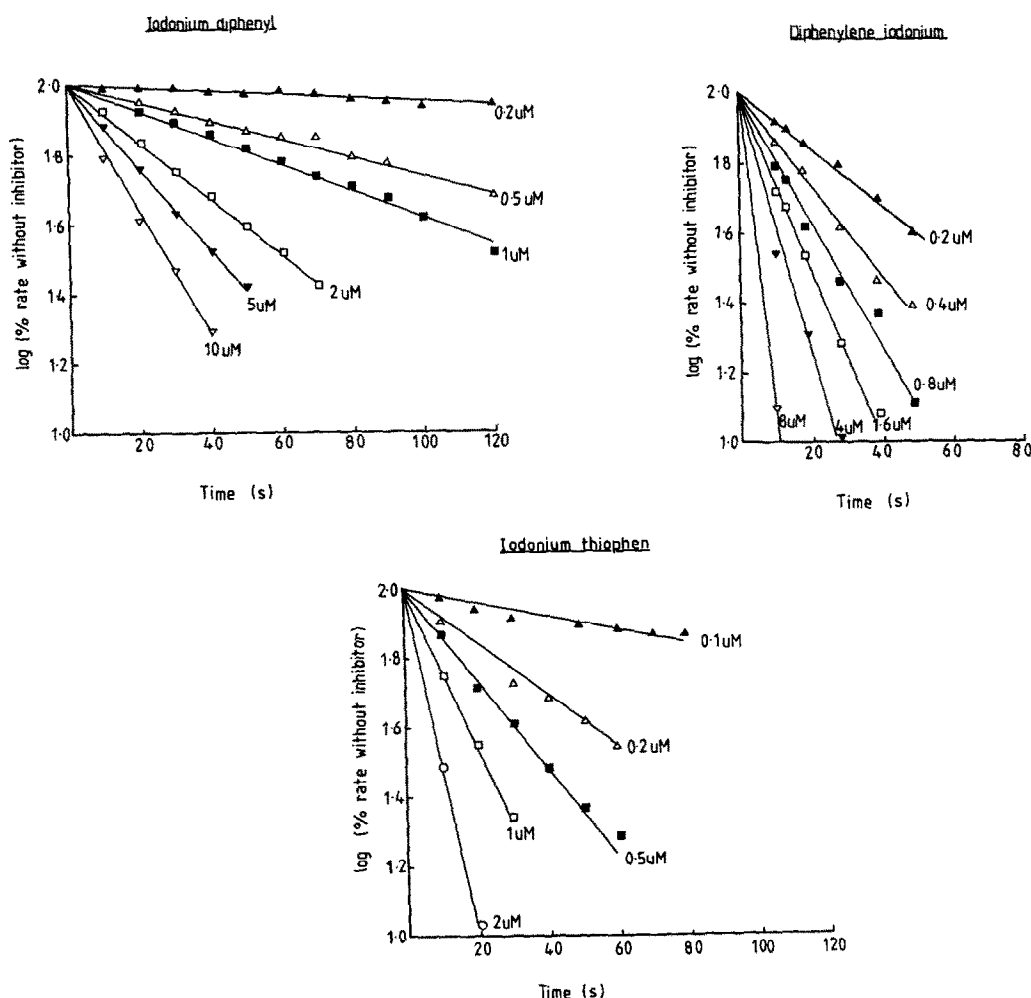 Iodonium diphenyl
2·0
1·8
1·6
1·4
1·2
1·0
log (% rate without inhibitor)
0·2uM
0·5uM
1uM
2uM
5uM
10uM
20 40 60 80 100 120
Time (s)
Diphenylene iodonium
2·0
1·8
1·6
1·4
1·2
1·0
log (% rate without inhibitor)
0·2uM
0·4uM
0·8uM
8uM 4uM 1·6uM
20 40 60 80
Time (s)
Iodonium thiophen
2·0
1·8
1·6
1·4
1·2
1·0
log (% rate without inhibitor)
0·1uM
0·2uM
0·5uM
1uM
2uM
20 40 60 80 100 120
Time (s)